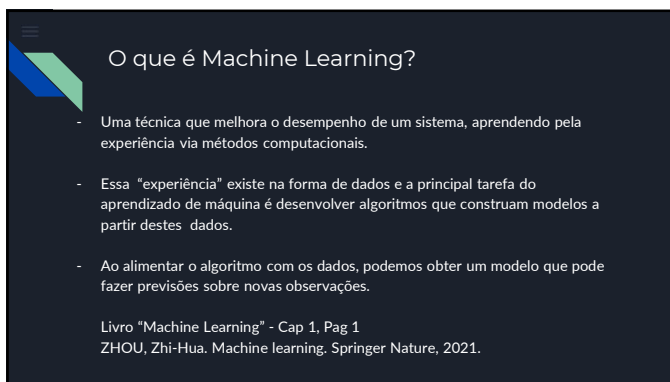 O que é Machine Learning?
- Uma técnica que melhora o desempenho de um sistema, aprendendo pela
experiência via métodos computacionais.
- Essa “experiência” existe na forma de dados e a principal tarefa do
aprendizado de máquina é desenvolver algoritmos que construam modelos a
partir destes dados.
- Ao alimentar o algoritmo com os dados, podemos obter um modelo que pode
fazer previsões sobre novas observações.
Livro “Machine Learning” - Cap 1, Pag 1
ZHOU, Zhi-Hua. Machine learning. Springer Nature, 2021.